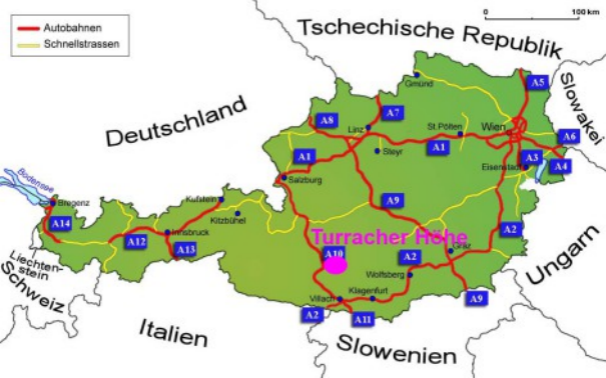 Autobahnen
Schnellstrassen
0 100 km
Tschechische Republik
Slowakei
Deutschland
Bodensee
Liechten-
stein
Schweiz
Italien
Slowenien
Ungarn
Gmünd
A5
A8
A7
Linz
St.Pölten
Wien
A6
A1
Steyr
A1
A3
A4
Eisenstadt
Salzburg
Bregenz
Kufstein
A9
Kitzbühel
A14
A12
Innsbruck
A13
Turracher Höhe
A2
A10
A2
Graz
Wolfsberg
Klagenfurt
Villach
A9
A2
A11